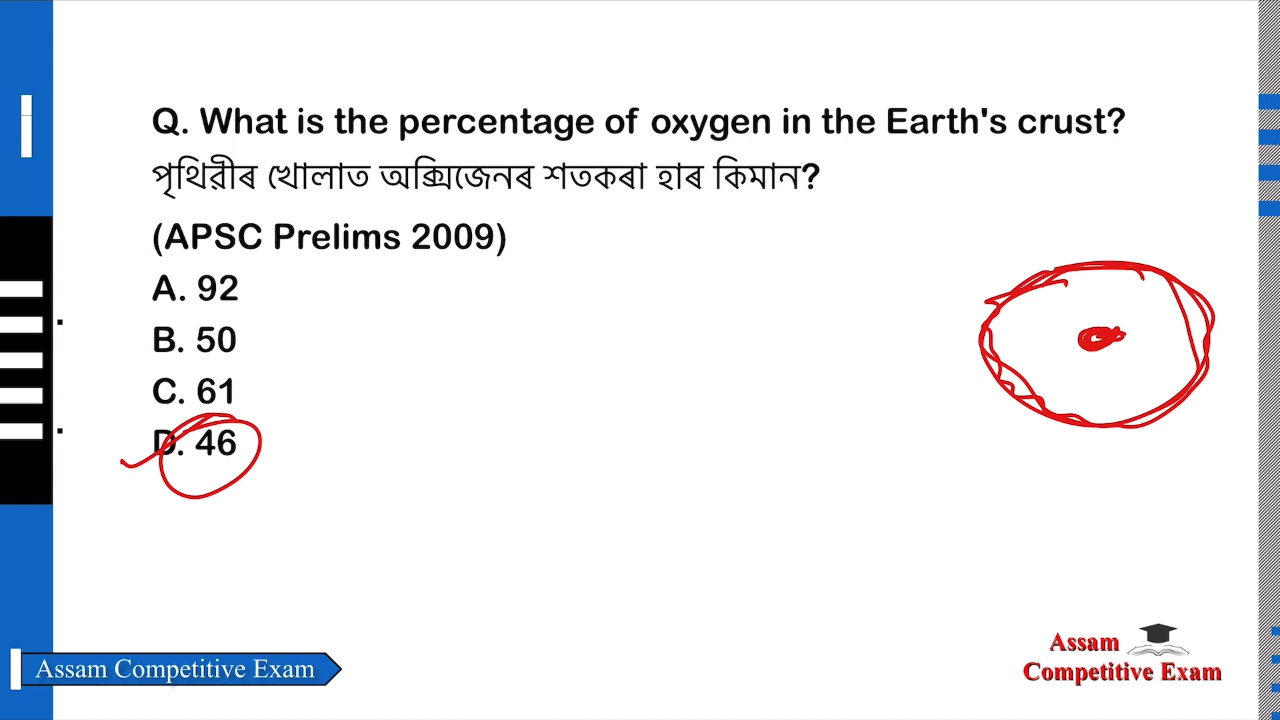 Q. What is the percentage of oxygen in the Earth's crust?
পৃথিৱীৰ খোলাত অক্সিজেনৰ শতকৰা হাৰ কিমান?
(APSC Prelims 2009)
A. 92
B. 50
C. 61
D. 46
Assam Competitive Exam
Assam
Competitive Exam